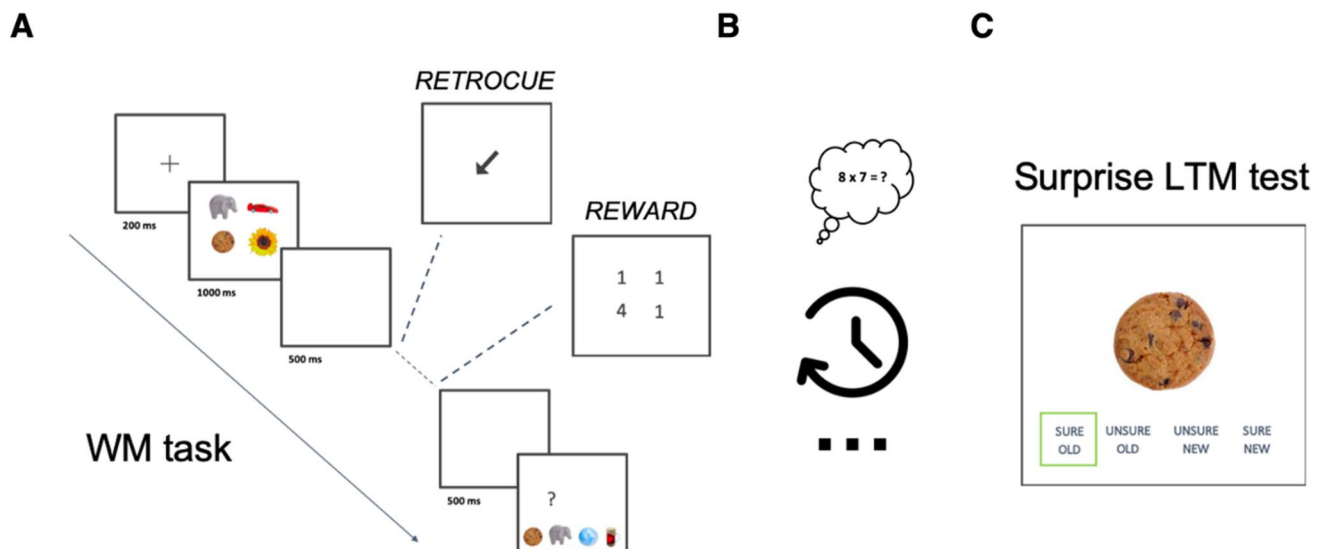 A
B
C
RETROCUE
REWARD
200 ms
1000 ms
500 ms
1 1
4 1
WM task
500 ms
?
8 x 7 = ?
Surprise LTM test
SURE UNSURE UNSURE SURE
OLD OLD NEW NEW